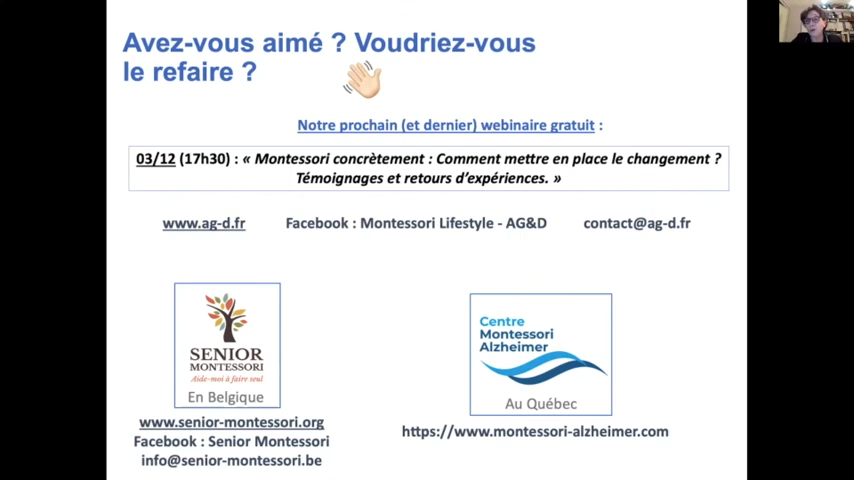 Avez-vous aimé ? Voudriez-vous
le refaire ?
Notre prochain (et dernier) webinaire gratuit :
03/12 (17h30) : « Montessori concrètement : Comment mettre en place le changement ?
Témoignages et retours d’expériences. »
www.ag-d.fr Facebook : Montessori Lifestyle - AG&D contact@ag-d.fr
SENIOR
MONTESSORI
Aide-moi à faire seul
En Belgique
www.senior-montessori.org
Facebook : Senior Montessori
info@senior-montessori.be
Centre
Montessori
Alzheimer
Au Québec
https://www.montessori-alzheimer.com